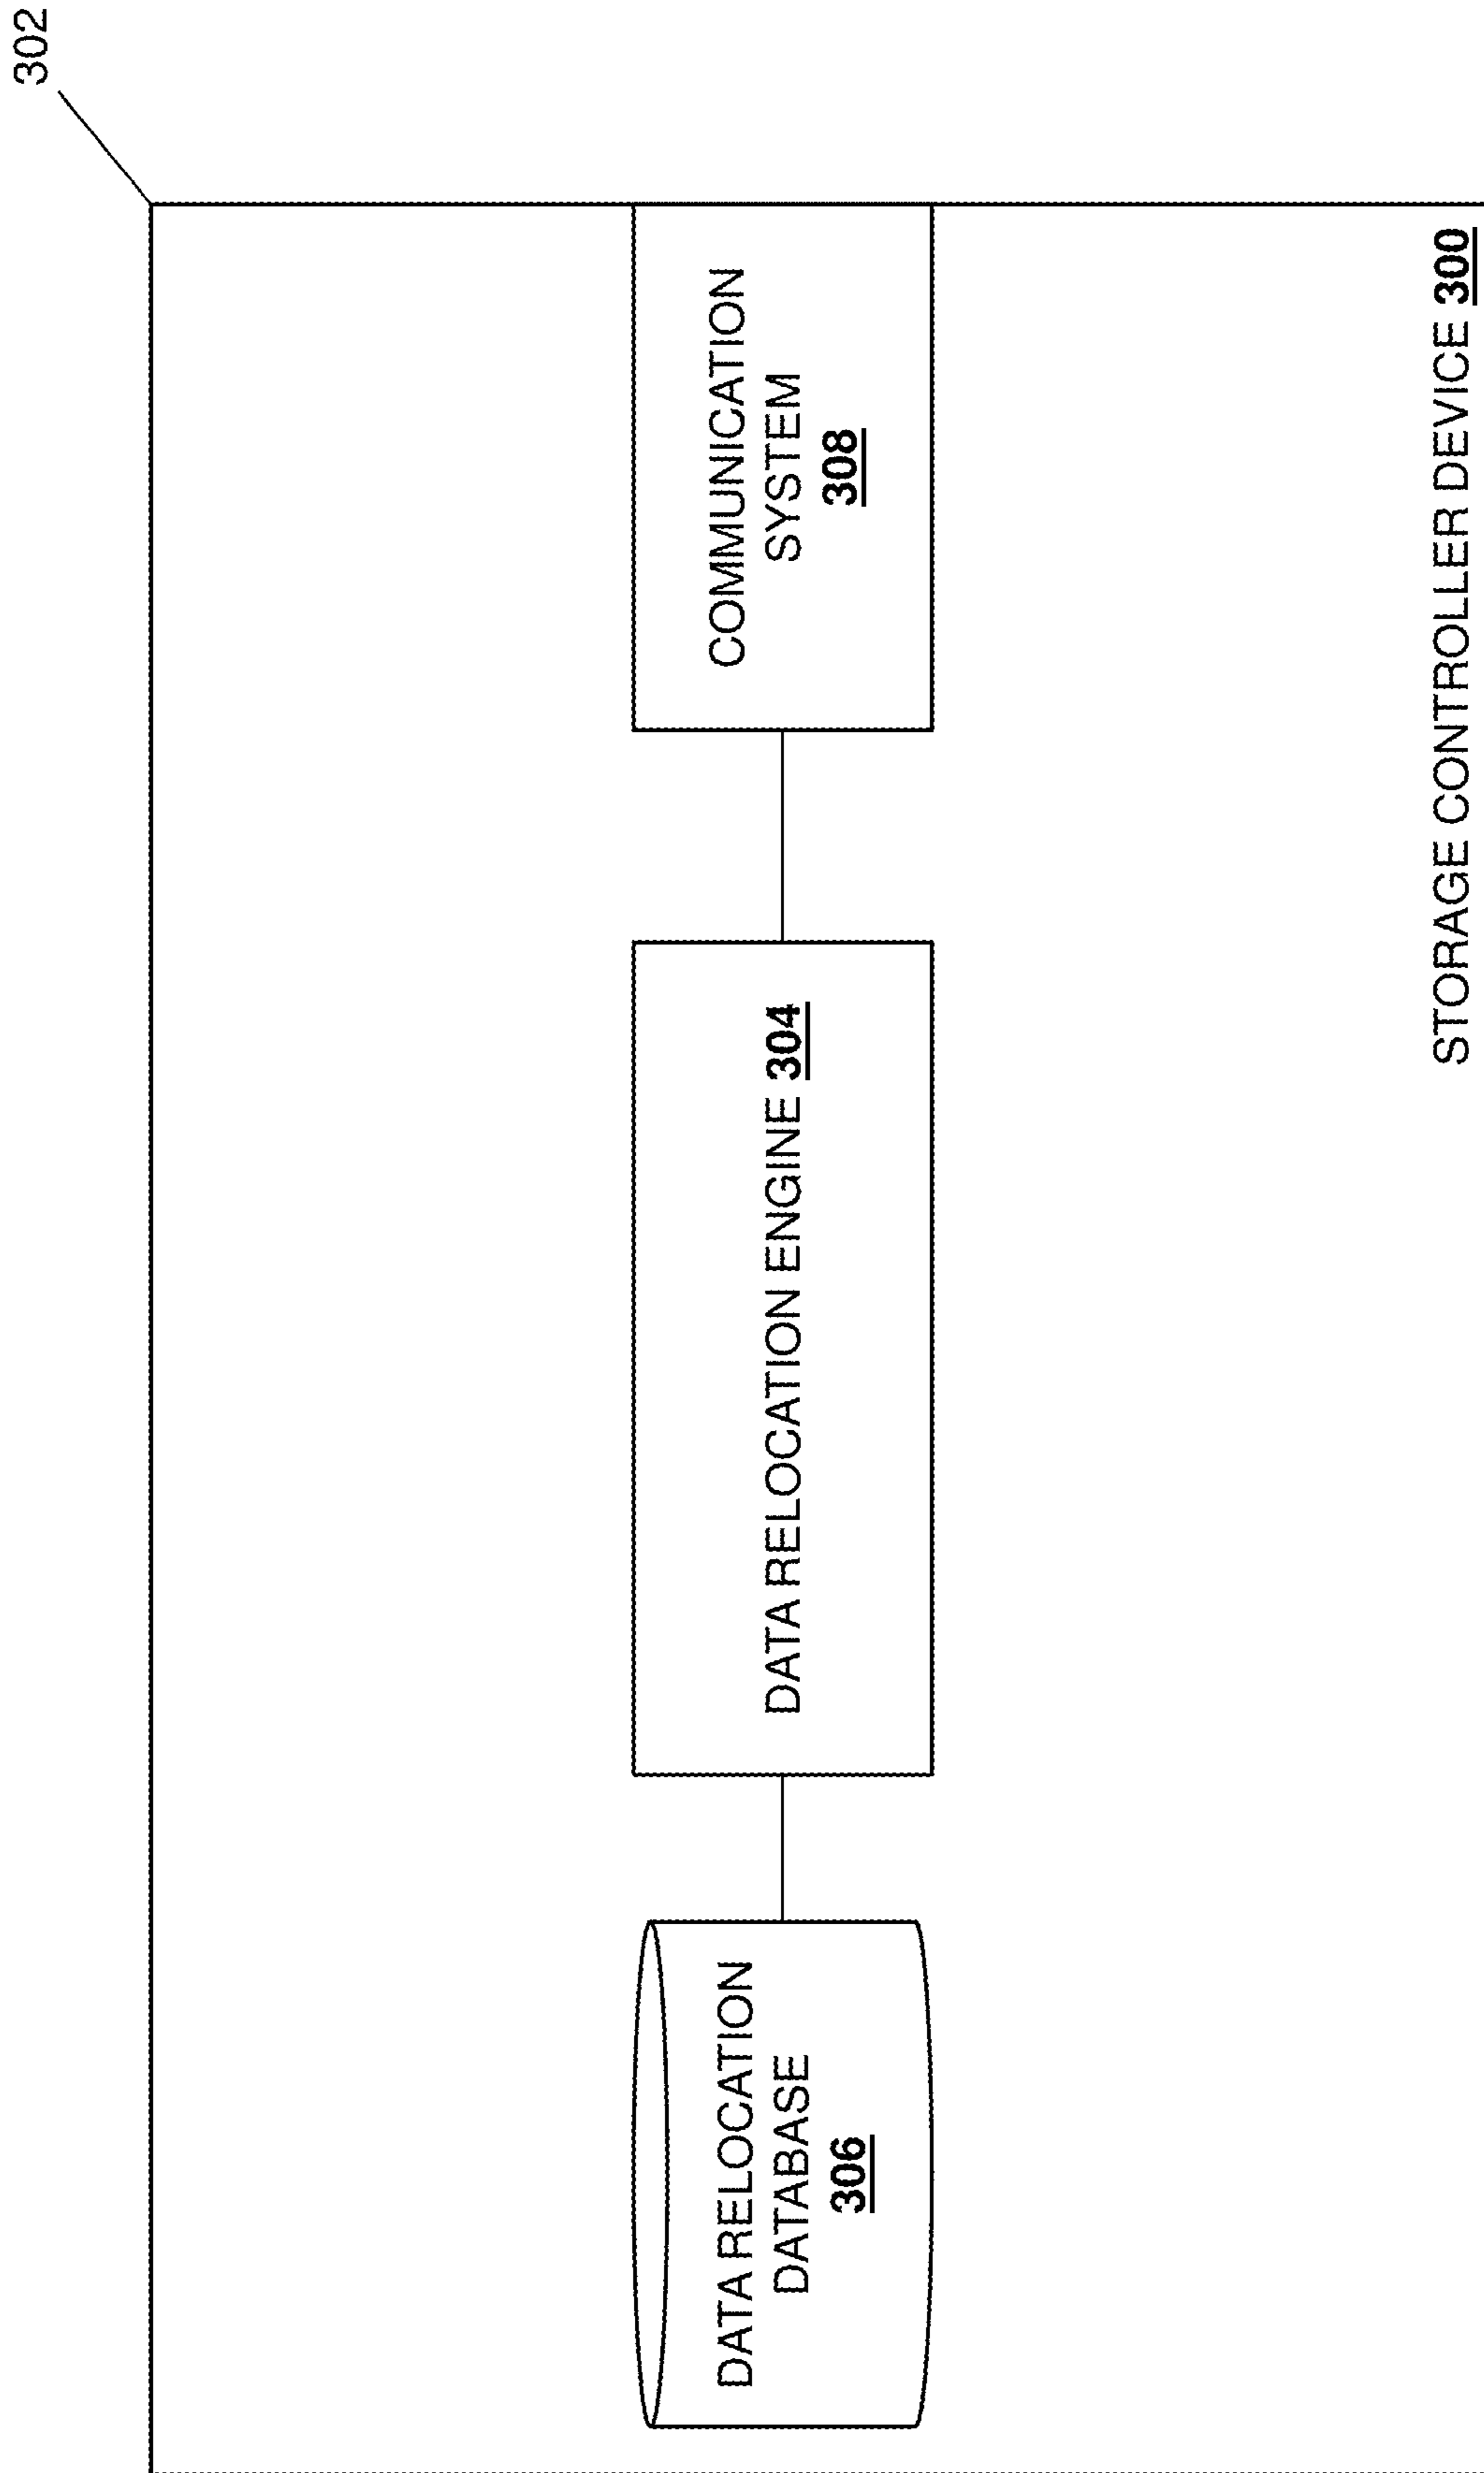 302
DATA RELOCATION
DATABASE
306
DATA RELOCATION ENGINE 304
COMMUNICATION
SYSTEM
308
STORAGE CONTROLLER DEVICE 300